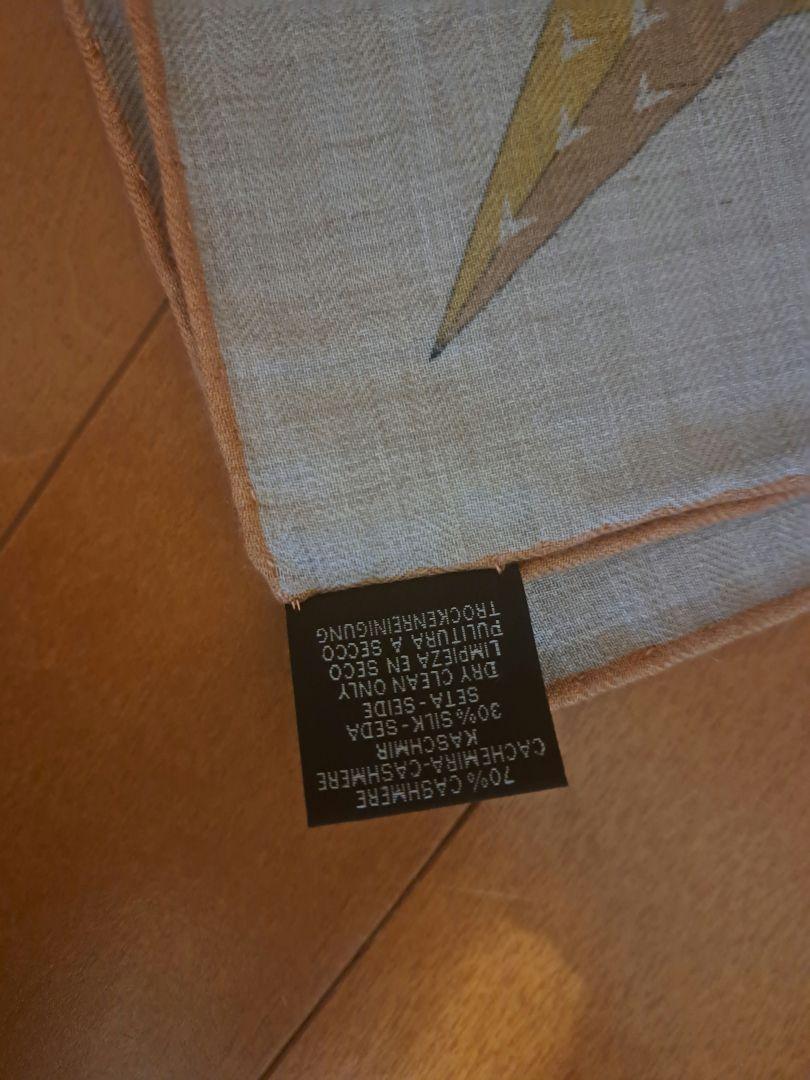 70% CASHMERE
CACHEMIRA-CASHMERE
KASCHMIR
30% SILK-SEDA
SETA-SEIDE
DRY CLEAN ONLY
LIMPIEZA EN SECO
PULITURA A SECCO
TROCKENREINIGUNG